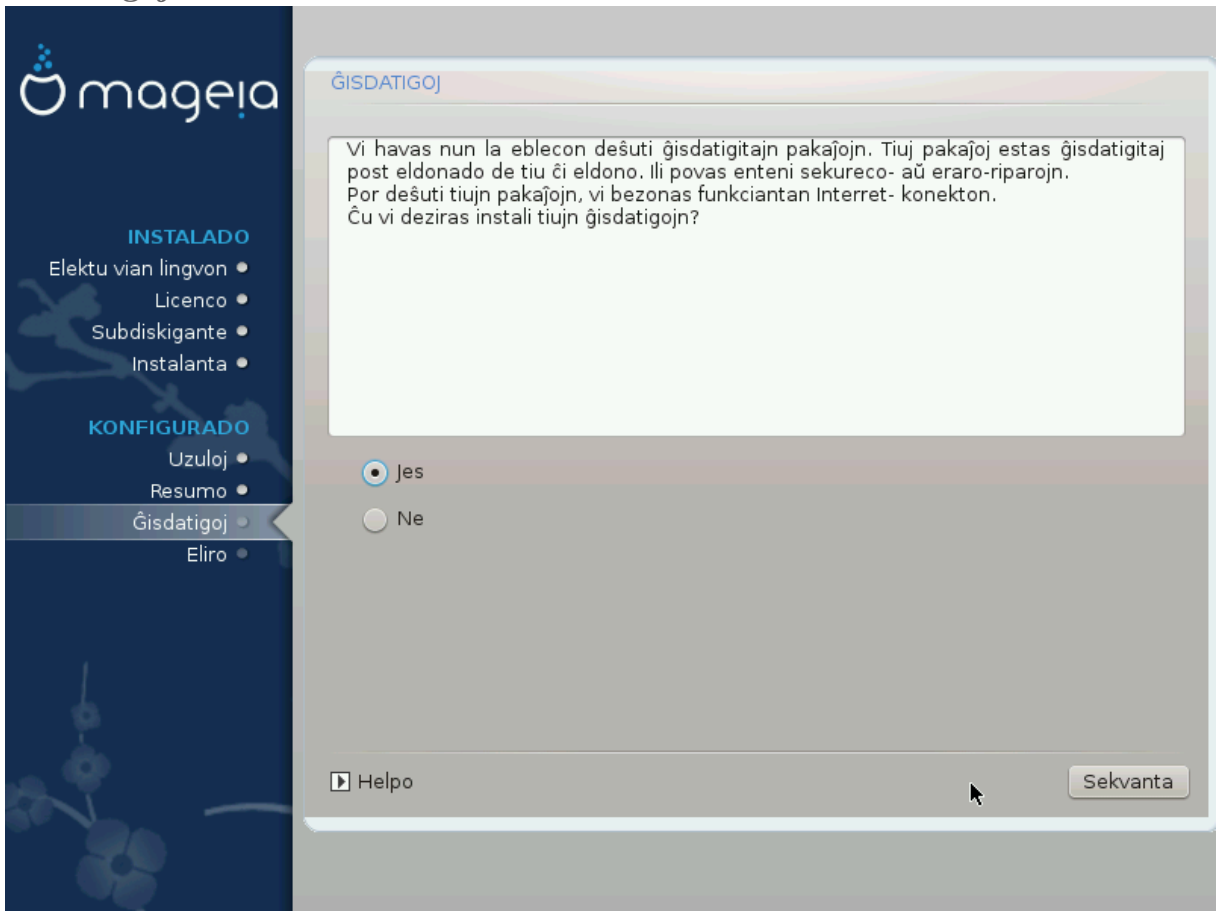 mageia
INSTALADO
Elektu vian lingvon
Licenco
Subdiskigante
Instalanta
KONFIGURADO
Uzuloj
Resumo
Ĝisdatigoj
Eliro
ĜISDATIGOJ
Vi havas nun la eblecon deŝuti ĝisdatigitajn pakaĵojn. Tiuj pakaĵoj estas ĝisdatigitaj
post eldonado de tiu ĉi eldono. Ili povas enteni sekureco- aŭ eraro-riparojn.
Por deŝuti tiujn pakaĵojn, vi bezonas funkciantan Interret- konekton.
Ĉu vi deziras instali tiujn ĝisdatigojn?
Jes
Ne
Helpo
Sekvanta